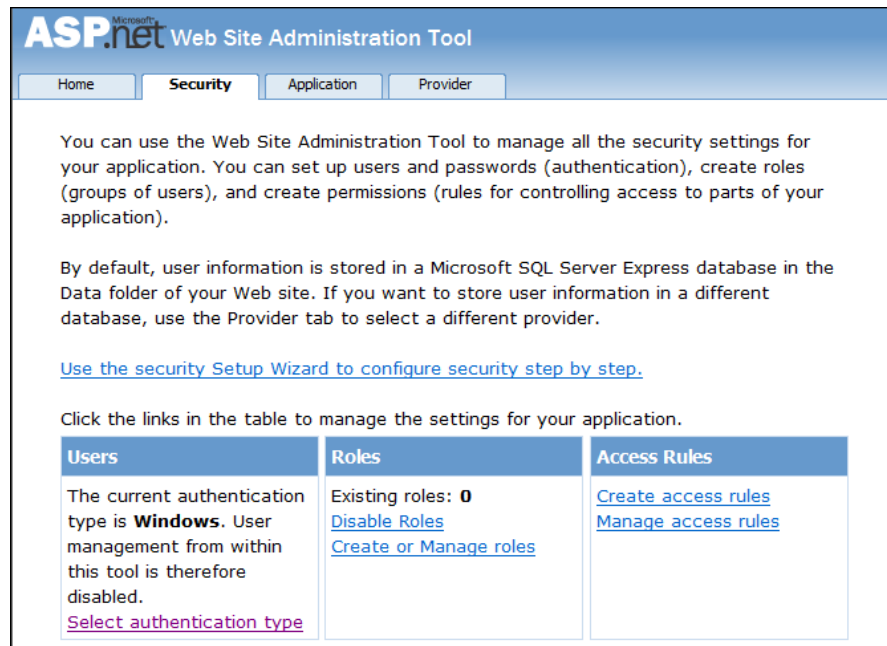 Microsoft
ASP.net Web Site Administration Tool
Home Security Application Provider
You can use the Web Site Administration Tool to manage all the security settings for
your application. You can set up users and passwords (authentication), create roles
(groups of users), and create permissions (rules for controlling access to parts of your
application).
By default, user information is stored in a Microsoft SQL Server Express database in the
Data folder of your Web site. If you want to store user information in a different
database, use the Provider tab to select a different provider.
Use the security Setup Wizard to configure security step by step.
Click the links in the table to manage the settings for your application.
Users
The current authentication
type is Windows. User
management from within
this tool is therefore
disabled.
Select authentication type
Roles
Existing roles: 0
Disable Roles
Create or Manage roles
Access Rules
Create access rules
Manage access rules